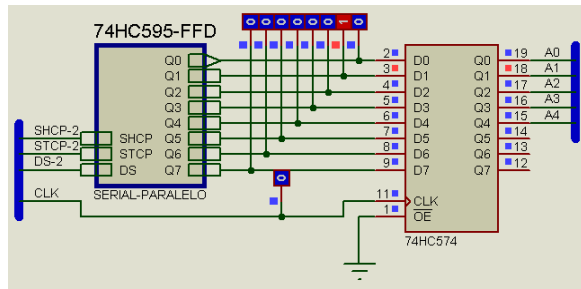 74HC595-FFD
0 0 0 0 0 0 1 0
Q0 2 D0 Q0 19 A0
Q1 3 D1 Q1 18 A1
Q2 4 D2 Q2 17 A2
Q3 5 D3 Q3 16 A3
Q4 6 D4 Q4 15 A4
SHCP-2 SHCP Q5 7 D5 Q5 14
STCP-2 STCP Q6 8 D6 Q6 13
DS-2 DS Q7 9 D7 Q7 12
0
CLK SERIAL-PARALELO 11 CLK
1 OE
74HC574